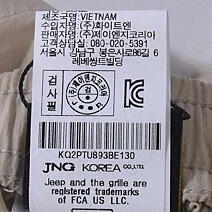 제조국명:VIETNAM
수입자명:(주)화이트엔
판매자명:(주)제이엔지코리아
고객상담실: 080-020-5391
서울시 강남구 봉은사로86길 6
레베쌍트빌딩
검사필
KQ2PTU893BE130
JNG KOREA CO.,LTD.
Jeep and the grille are
registered trademarks
of FCA US LLC.